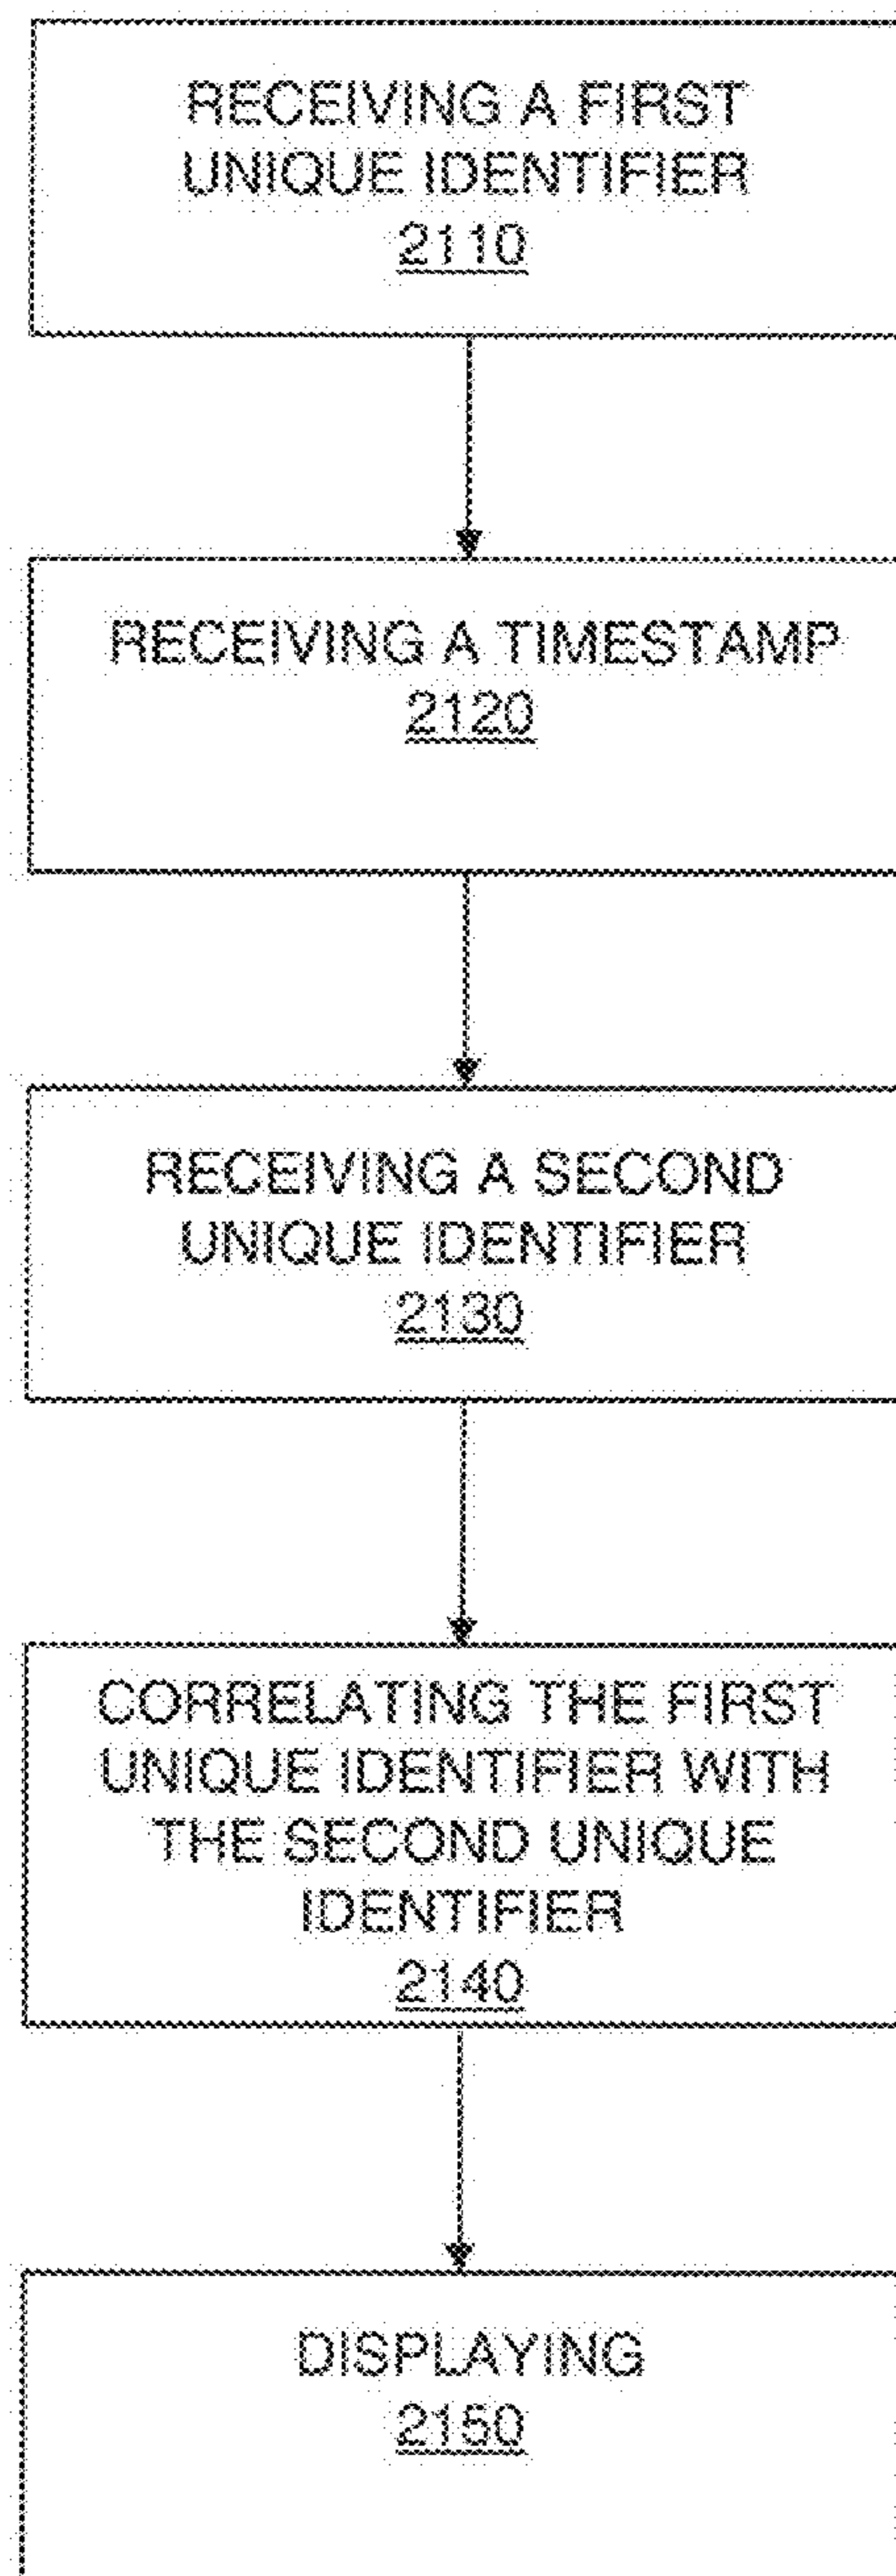 RECEIVING A FIRST
UNIQUE IDENTIFIER
2110
RECEIVING A TIMESTAMP
2120
RECEIVING A SECOND
UNIQUE IDENTIFIER
2130
CORRELATING THE FIRST
UNIQUE IDENTIFIER WITH
THE SECOND UNIQUE
IDENTIFIER
2140
DISPLAYING
2150